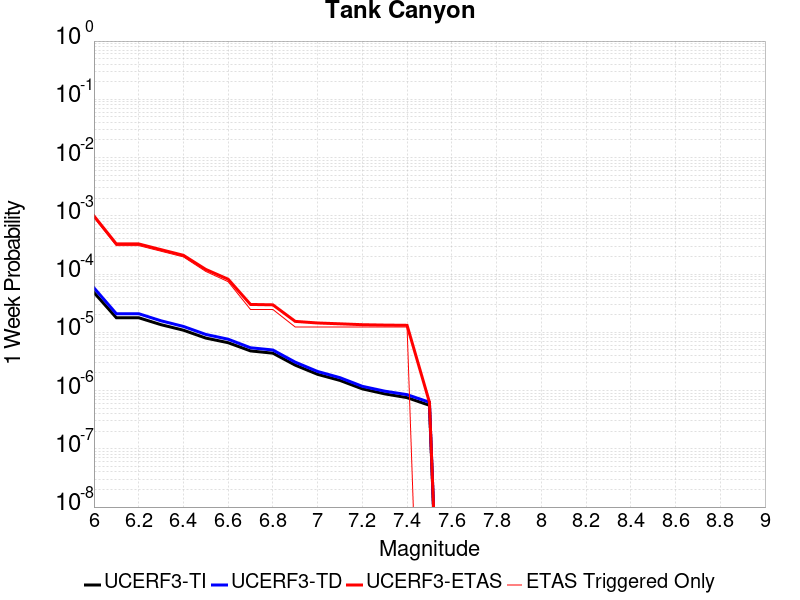 Tank Canyon
10^0
10^-1
10^-2
10^-3
10^-4
10^-5
10^-6
10^-7
10^-8
1 Week Probability
6 6.2 6.4 6.6 6.8 7 7.2 7.4 7.6 7.8 8 8.2 8.4 8.6 8.8 9
Magnitude
UCERF3-TI UCERF3-TD UCERF3-ETAS ETAS Triggered Only